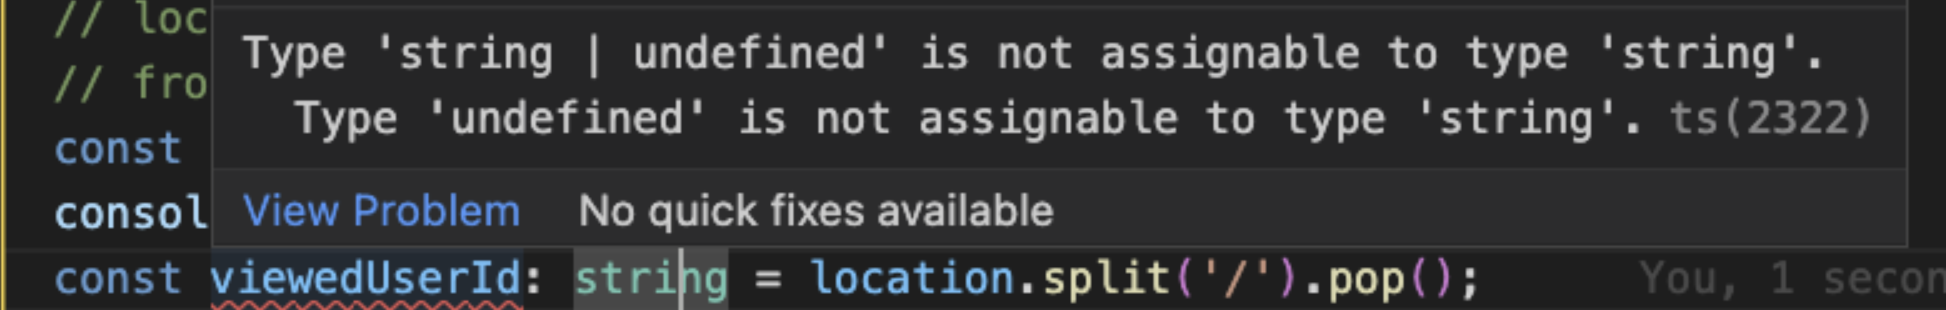 // loc
Type 'string | undefined' is not assignable to type 'string'.
// fro
Type 'undefined' is not assignable to type 'string'. ts(2322)
const
consol
View Problem No quick fixes available
const viewedUserId: string = location.split('/').pop(); You, 1 secon